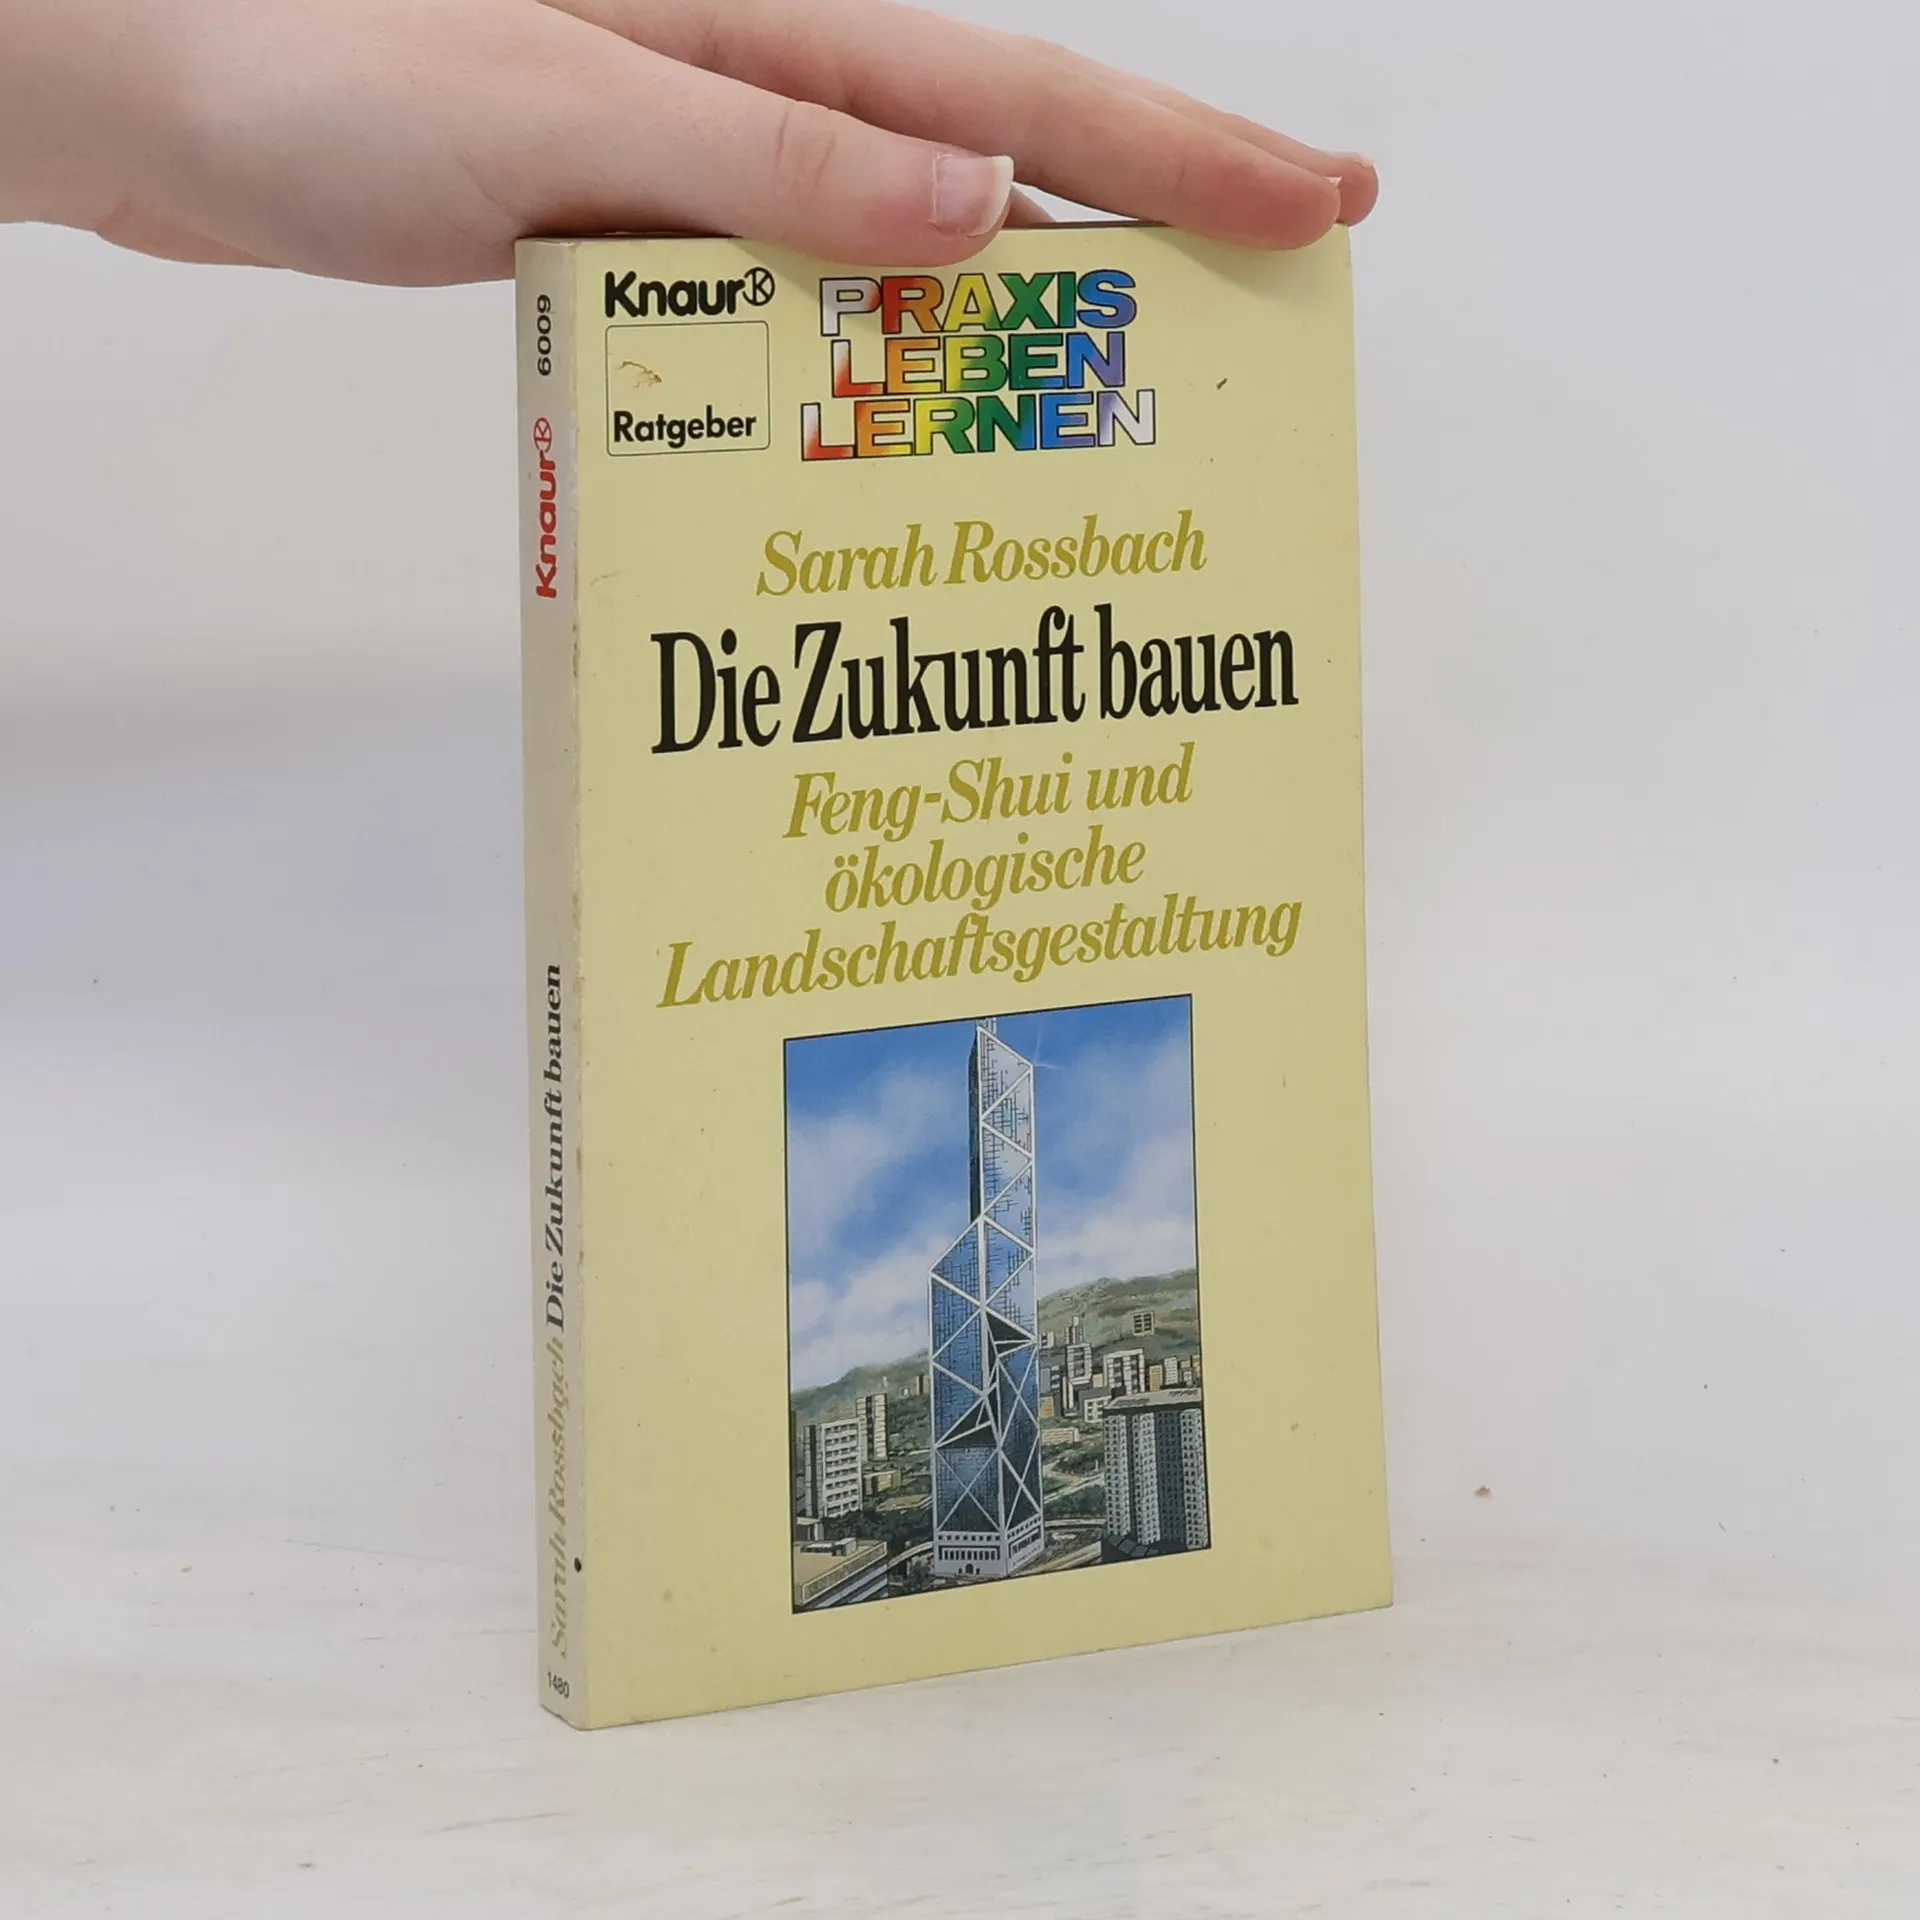 Knaur
Ratgeber
PRAXIS
LEBEN
LERNEN
Sarah Rossbach
Die Zukunft bauen
Feng-Shui und
ökologische
Landschaftsgestaltung
6009
Knaur
Sarah Rossbach Die Zukunft bauen
1480